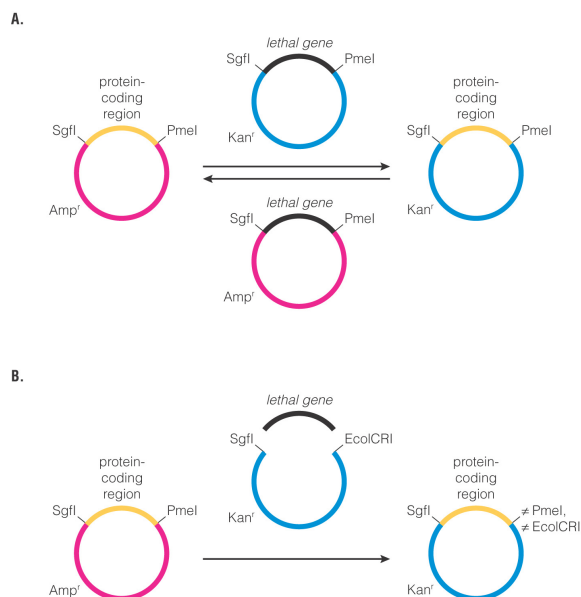 A.
lethal gene
SgfI
PmeI
Kanʳ
protein-
coding
region
SgfI
PmeI
Ampʳ
protein-
coding
region
SgfI
PmeI
Kanʳ
lethal gene
SgfI
PmeI
Ampʳ
B.
lethal gene
SgfI
EcoICRI
Kanʳ
protein-
coding
region
SgfI
PmeI
Ampʳ
protein-
coding
region
SgfI
≠ PmeI,
≠ EcoICRI
Kanʳ